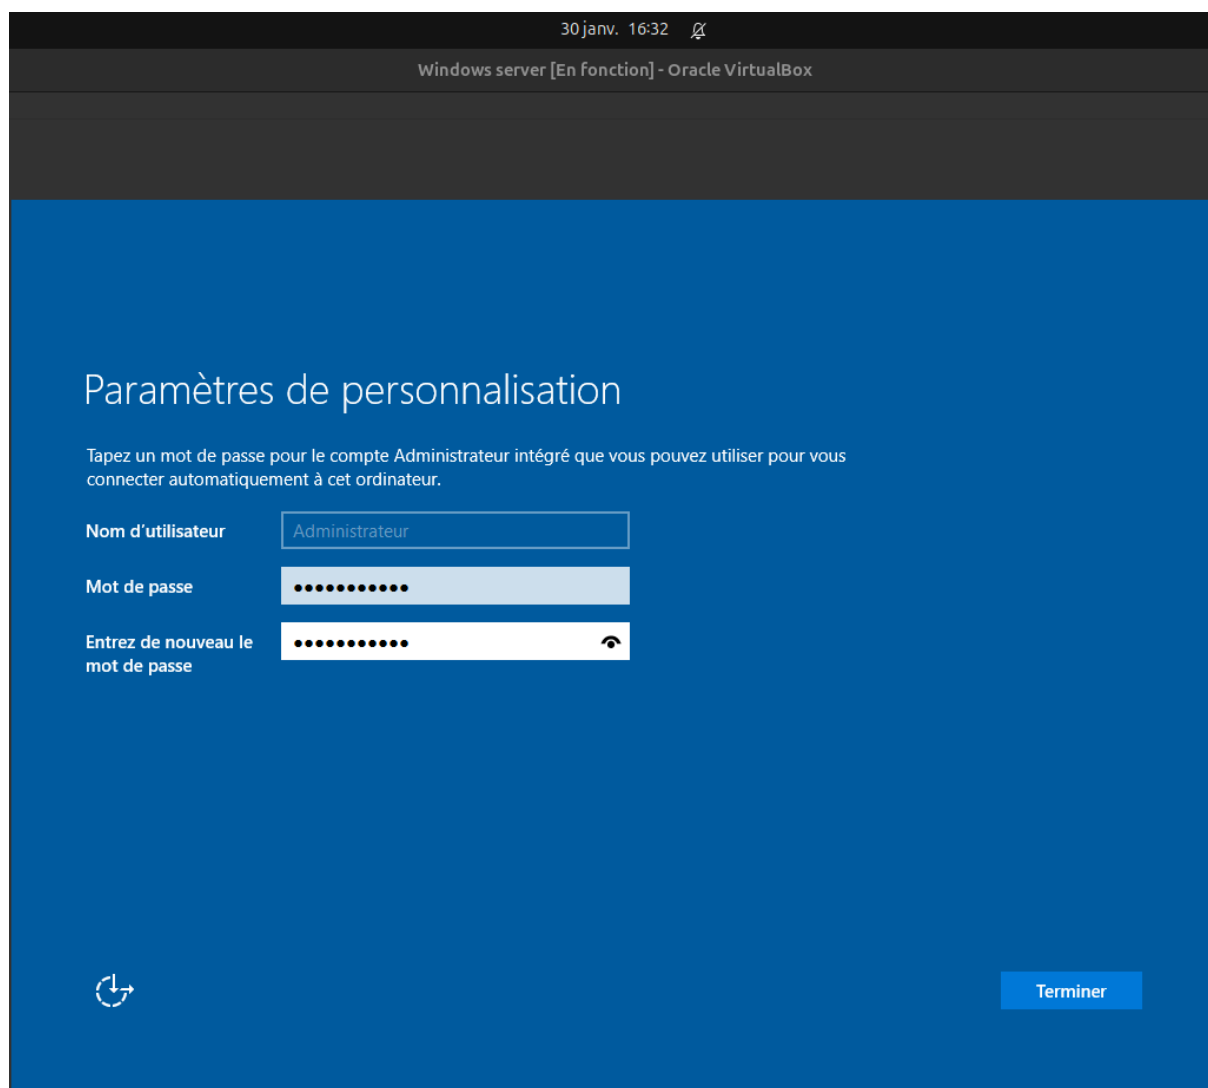 30 janv. 16:32
Windows server [En fonction] - Oracle VirtualBox
Paramètres de personnalisation
Tapez un mot de passe pour le compte Administrateur intégré que vous pouvez utiliser pour vous
connecter automatiquement à cet ordinateur.
Nom d'utilisateur
Administrateur
Mot de passe
•••••••••••
Entrez de nouveau le
mot de passe
•••••••••••
Terminer